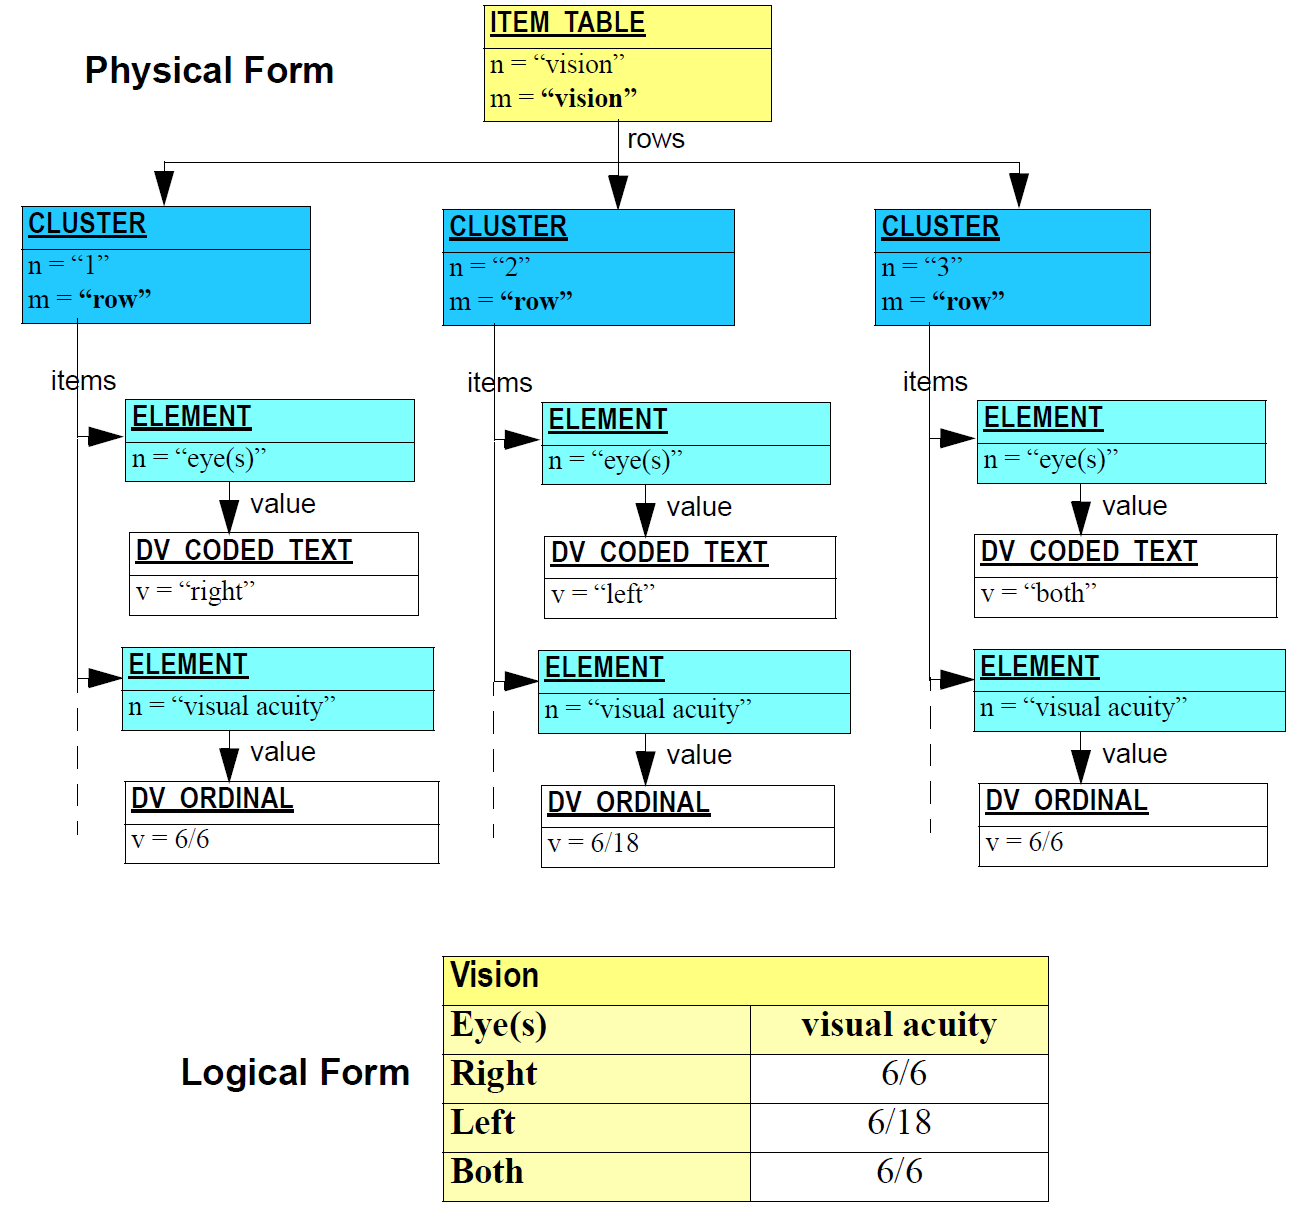 Physical Form
ITEM_TABLE
n = “vision”
m = “vision”
rows
CLUSTER
n = “1”
m = “row”
items
ELEMENT
n = “eye(s)”
value
DV_CODED_TEXT
v = “right”
ELEMENT
n = “visual acuity”
value
DV_ORDINAL
v = 6/6
CLUSTER
n = “2”
m = “row”
items
ELEMENT
n = “eye(s)”
value
DV_CODED_TEXT
v = “left”
ELEMENT
n = “visual acuity”
value
DV_ORDINAL
v = 6/18
CLUSTER
n = “3”
m = “row”
items
ELEMENT
n = “eye(s)”
value
DV_CODED_TEXT
v = “both”
ELEMENT
n = “visual acuity”
value
DV_ORDINAL
v = 6/6
Logical Form
Vision
Eye(s) visual acuity
Right 6/6
Left 6/18
Both 6/6